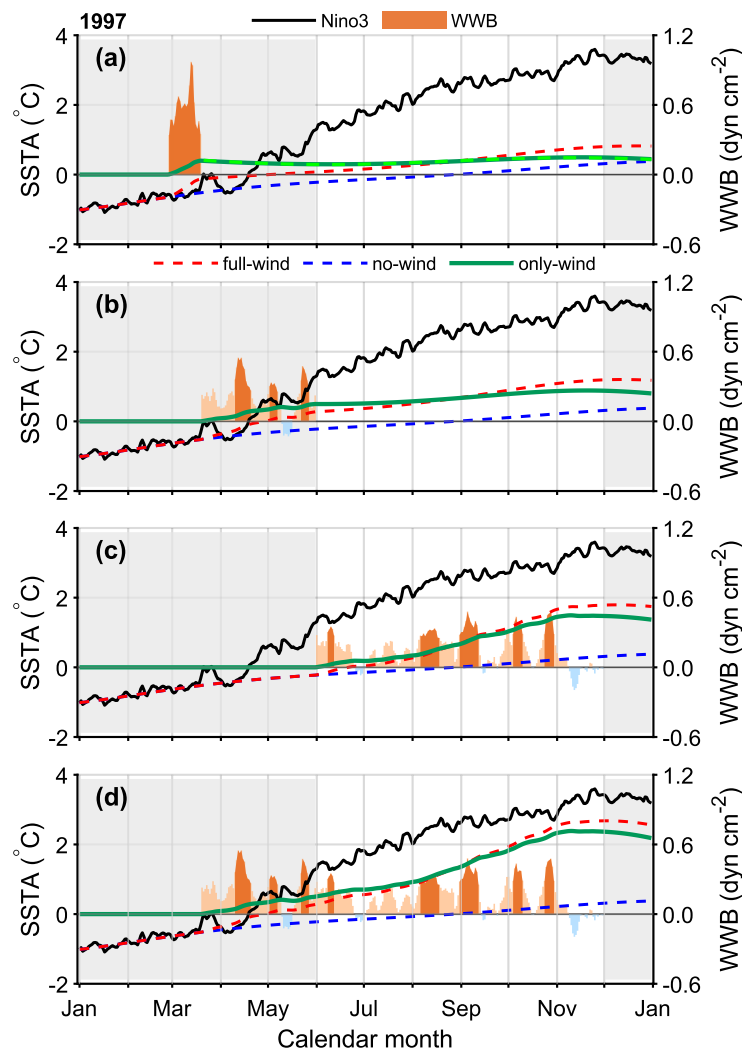 1997 Nino3 WWB
(a)
SSTA (°C)
4
2
0
-2
WWB (dyn cm-2)
1.2
0.6
0.0
-0.6
full-wind no-wind only-wind
(b)
SSTA (°C)
4
2
0
-2
WWB (dyn cm-2)
1.2
0.6
0.0
-0.6
(c)
SSTA (°C)
4
2
0
-2
WWB (dyn cm-2)
1.2
0.6
0.0
-0.6
(d)
SSTA (°C)
4
2
0
-2
WWB (dyn cm-2)
1.2
0.6
0.0
-0.6
Jan Mar May Jul Sep Nov Jan
Calendar month